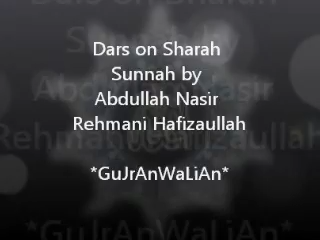 Dars on Sharah
Sunnah by
Abdullah Nasir
Rehmani Hafizaullah
*GuJrAnWaLiAn*